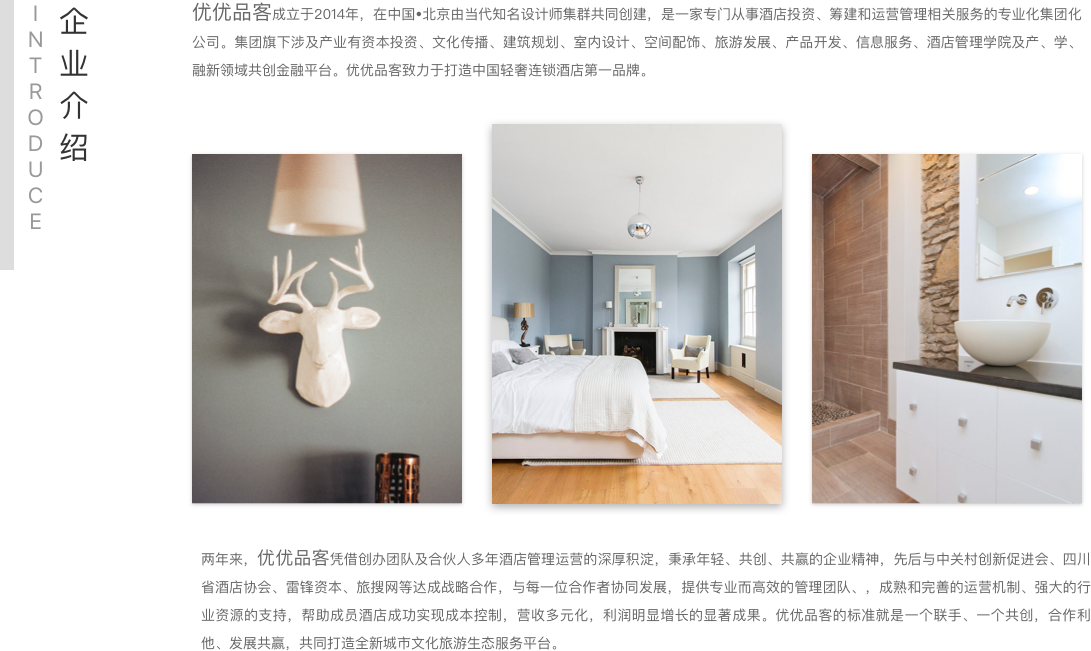 INTRODUCE
企业介绍
优优品客成立于2014年，在中国•北京由当代知名设计师集群共同创建，是一家专门从事酒店投资、筹建和运营管理相关服务的专业化集团化
公司。集团旗下涉及产业有资本投资、文化传播、建筑规划、室内设计、空间配饰、旅游发展、产品开发、信息服务、酒店管理学院及产、学、
融新领域共创金融平台。优优品客致力于打造中国轻奢连锁酒店第一品牌。
两年来，优优品客凭借创办团队及合伙人多年酒店管理运营的深厚积淀，秉承年轻、共创、共赢的企业精神，先后与中关村创新促进会、四川
省酒店协会、雷锋资本、旅搜网等达成战略合作，与每一位合作者协同发展，提供专业而高效的管理团队、，成熟和完善的运营机制、强大的行
业资源的支持，帮助成员酒店成功实现成本控制，营收多元化，利润明显增长的显著成果。优优品客的标准就是一个联手、一个共创，合作利
他、发展共赢，共同打造全新城市文化旅游生态服务平台。